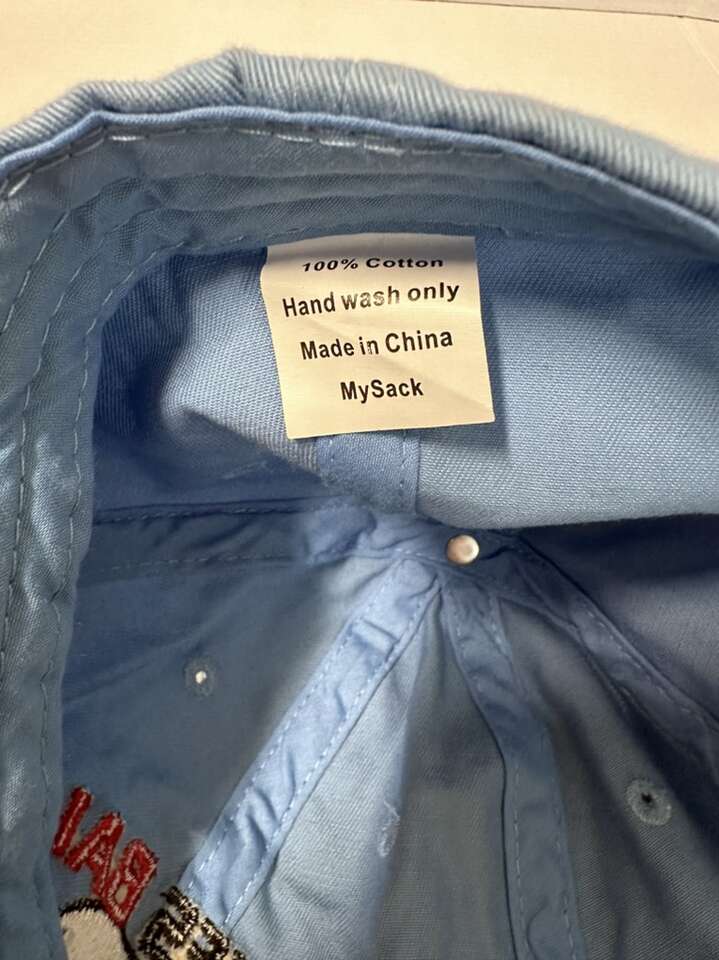 100% Cotton
Hand wash only
Made in China
MySack